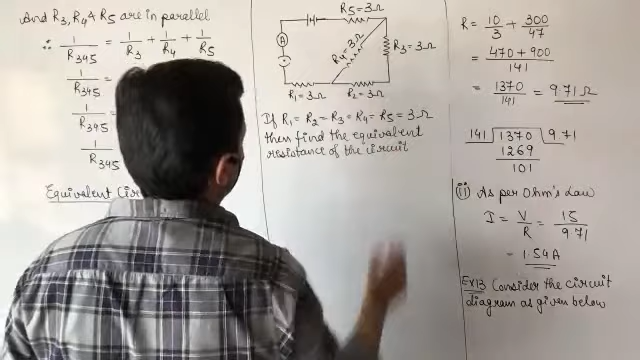 And R3, R4 & R5 are in parallel
∴ 1/R345 = 1/R3 + 1/R4 + 1/R5
1/R345 =
1/R345 =
1/R345
Equivalent Cir
R5 = 3Ω
A
R4 = 3Ω
R3 = 3Ω
R1 = 3Ω
R2 = 3Ω
If R1 = R2 = R3 = R4 = R5 = 3Ω
then find the equivalent
resistance of the circuit
R = 10/3 + 300/47
= 470 + 900/141
= 1370/141 = 9.71Ω
141 1370 9.71
1269
101
(ii) As per Ohm's Law
I = V/R = 15/9.71
= 1.54A
EX13 Consider the circuit
diagram as given below